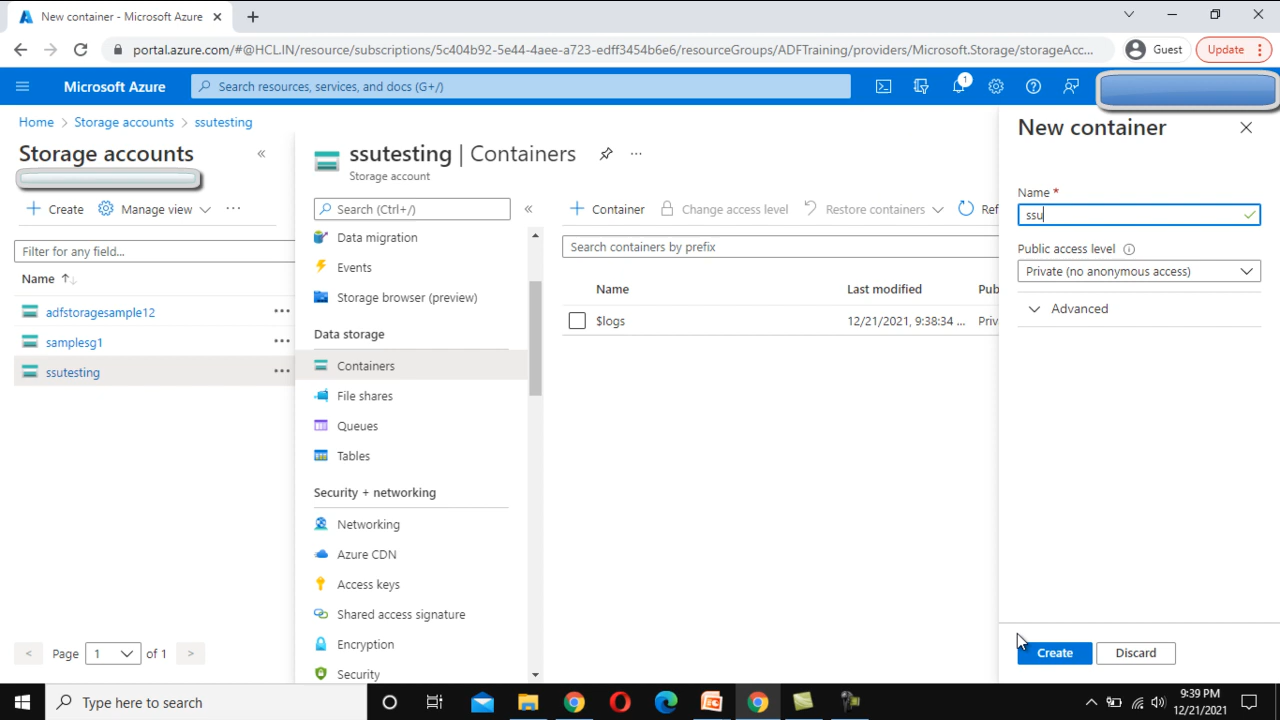 New container - Microsoft Azure
portal.azure.com/#@HCL.IN/resource/subscriptions/5c404b92-5e44-4aee-a723-edff3454b6e6/resourceGroups/ADFTraining/providers/Microsoft.Storage/storageAcc...
Guest
Update
Microsoft Azure
Search resources, services, and docs (G+/)
1
Home > Storage accounts > ssutesting
Storage accounts
Create
Manage view
Filter for any field...
Name
adfstoragesample12
samplesg1
ssutesting
< Page 1 of 1 >
ssutesting | Containers
Storage account
Search (Ctrl+/)
Data migration
Events
Storage browser (preview)
Data storage
Containers
File shares
Queues
Tables
Security + networking
Networking
Azure CDN
Access keys
Shared access signature
Encryption
Security
Container
Change access level
Restore containers
Ref
Search containers by prefix
Name Last modified Pub
$logs 12/21/2021, 9:38:34 ... Priv
New container
Name *
ssu
Public access level
Private (no anonymous access)
Advanced
Create
Discard
Type here to search
9:39 PM
12/21/2021